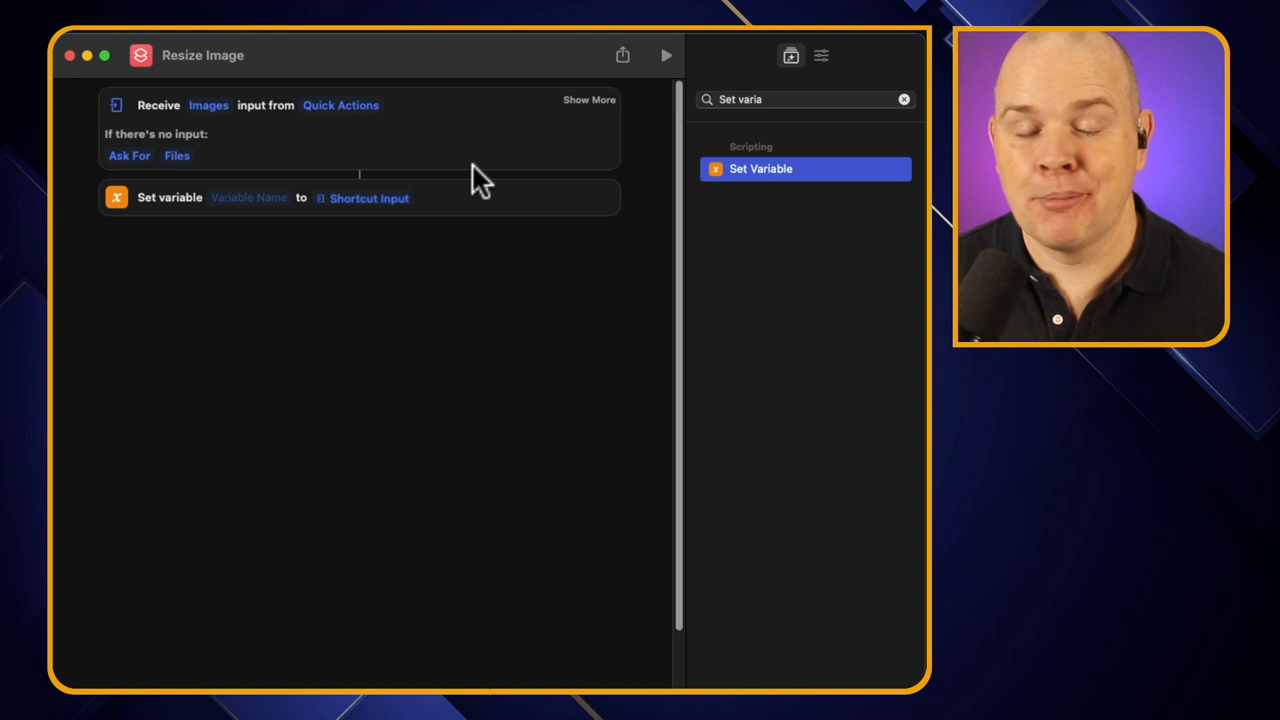 Resize Image
Receive Images input from Quick Actions
Show More
If there's no input:
Ask For Files
Set variable Variable Name to Shortcut Input
Set varia
Scripting
Set Variable